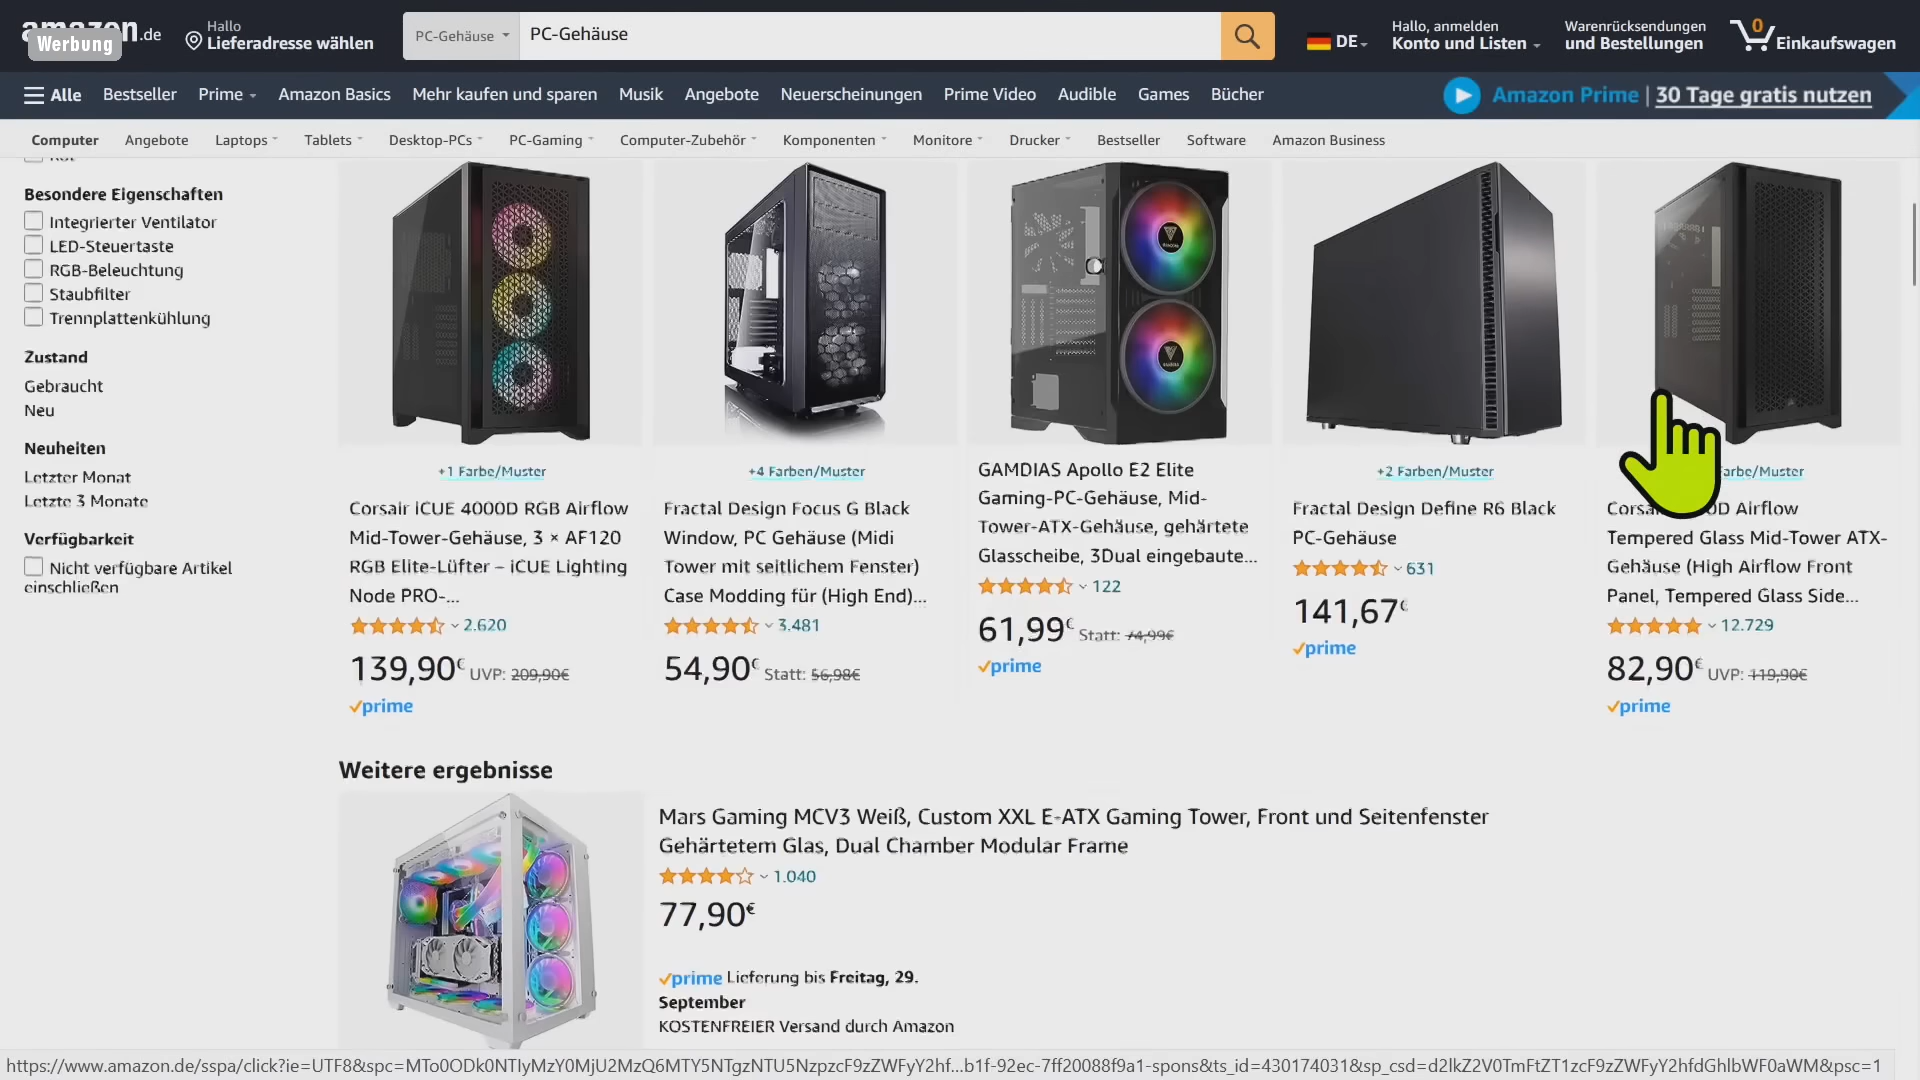 amazon.de
Werbung
Hallo
Lieferadresse wählen
PC-Gehäuse
PC-Gehäuse
DE
Hallo, anmelden
Konto und Listen
Warenrücksendungen
und Bestellungen
0
Einkaufswagen
Alle
Bestseller
Prime
Amazon Basics
Mehr kaufen und sparen
Musik
Angebote
Neuerscheinungen
Prime Video
Audible
Games
Bücher
Amazon Prime | 30 Tage gratis nutzen
Computer
Angebote
Laptops
Tablets
Desktop-PCs
PC-Gaming
Computer-Zubehör
Komponenten
Monitore
Drucker
Bestseller
Software
Amazon Business
Besondere Eigenschaften
Integrierter Ventilator
LED-Steuertaste
RGB-Beleuchtung
Staubfilter
Trennplattenkühlung
Zustand
Gebraucht
Neu
Neuheiten
Letzter Monat
Letzte 3 Monate
Verfügbarkeit
Nicht verfügbare Artikel
einschließen
+1 Farbe/Muster
Corsair iCUE 4000D RGB Airflow
Mid-Tower-Gehäuse, 3 × AF120
RGB Elite-Lüfter – iCUE Lighting
Node PRO-...
2.620
139,90€ UVP: 209,90€
prime
+4 Farben/Muster
Fractal Design Focus G Black
Window, PC Gehäuse (Midi
Tower mit seitlichem Fenster)
Case Modding für (High End)...
3.481
54,90€ Statt: 56,98€
GAMDIAS Apollo E2 Elite
Gaming-PC-Gehäuse, Mid-
Tower-ATX-Gehäuse, gehärtete
Glasscheibe, 3Dual eingebaute...
122
61,99€ Statt: 74,99€
prime
+2 Farben/Muster
Fractal Design Define R6 Black
PC-Gehäuse
631
141,67€
prime
arbe/Muster
Airflow
Tempered Glass Mid-Tower ATX-
Gehäuse (High Airflow Front
Panel, Tempered Glass Side...
12.729
82,90€ UVP: 119,90€
prime
Weitere ergebnisse
Mars Gaming MCV3 Weiß, Custom XXL E-ATX Gaming Tower, Front und Seitenfenster
Gehärtetem Glas, Dual Chamber Modular Frame
1.040
77,90€
prime Lieferung bis Freitag, 29.
September
KOSTENFREIER Versand durch Amazon
https://www.amazon.de/sspa/click?ie=UTF8&spc=MTo0ODk0NTIyMzY0MjU2MzQ6MTY5NTgzNTU5NzpzcF9zZWFyY2hf...b1f-92ec-7ff20088f9a1-spons&ts_id=430174031&sp_csd=d2lkZ2V0TmFtZT1zcF9zZWFyY2hfdGhlbWF0aWM&psc=1